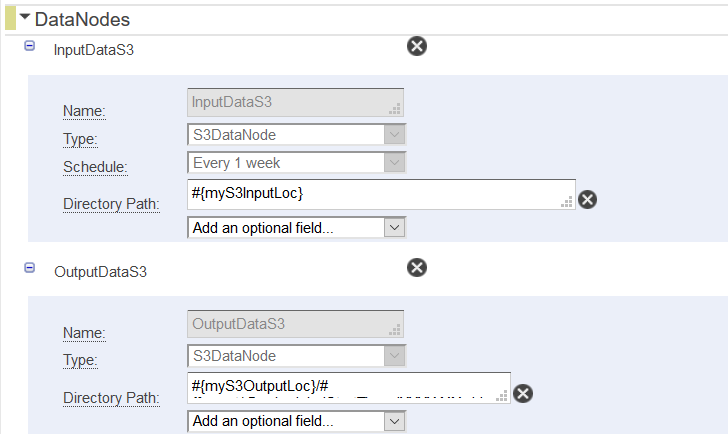 DataNodes
InputDataS3
Name: InputDataS3
Type: S3DataNode
Schedule: Every 1 week
Directory Path: #{myS3InputLoc}
Add an optional field...
OutputDataS3
Name: OutputDataS3
Type: S3DataNode
Directory Path: #{myS3OutputLoc}/#
Add an optional field...